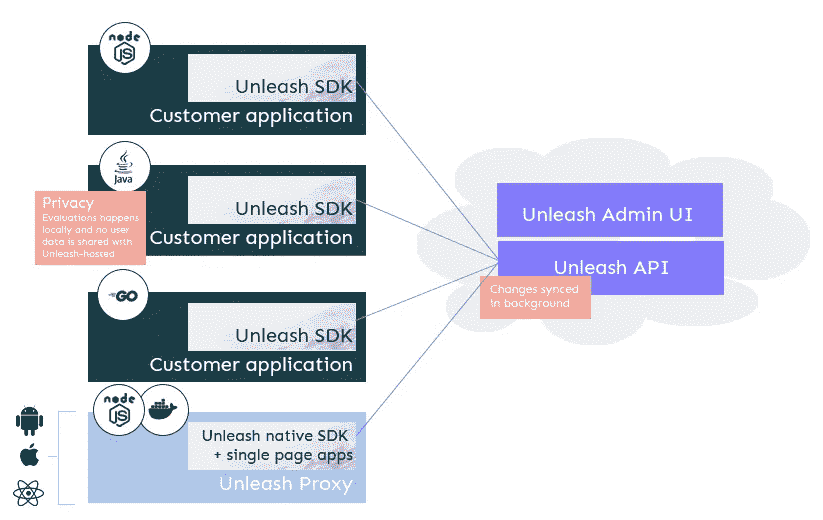 node
JS
Unleash SDK
Customer application
Java
Unleash SDK
Privacy
Evaluations happens
locally and no user
data is shared with
Unleash-hosted
Customer application
Unleash Admin UI
Unleash API
Changes synced
in background
GO
Unleash SDK
Customer application
node
JS
Unleash native SDK
+ single page apps
Unleash Proxy